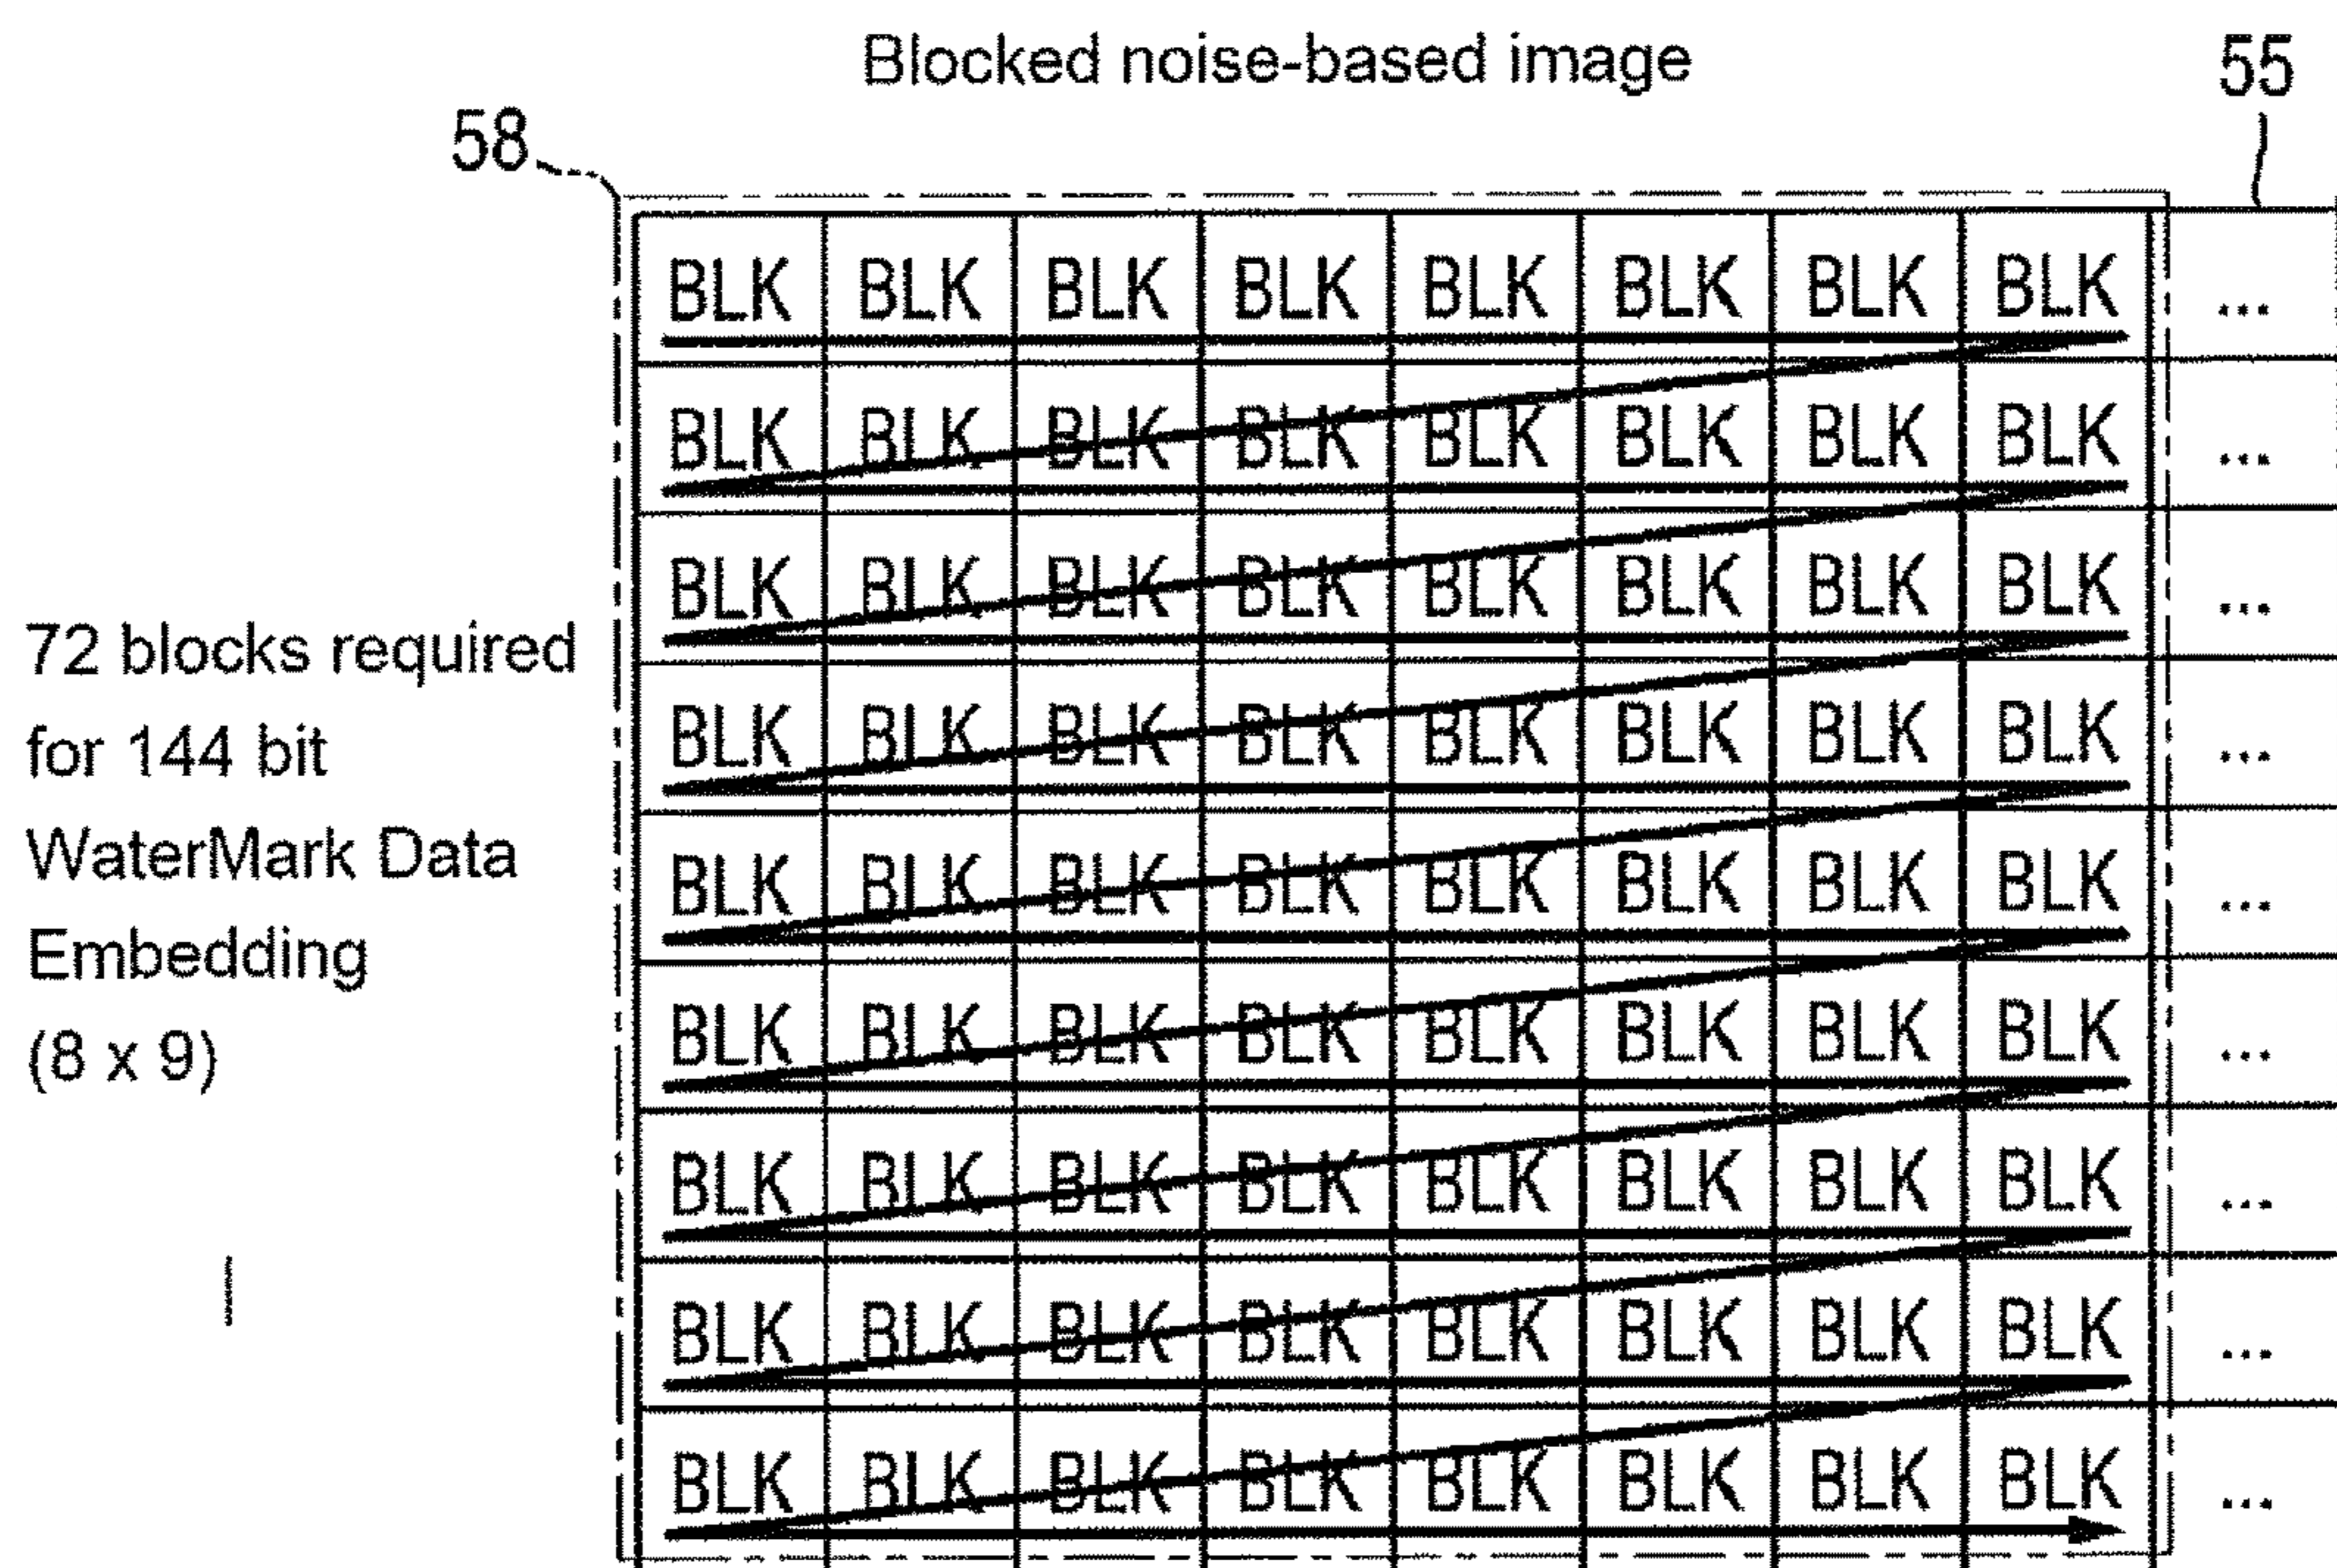 Blocked noise-based image
55
58
BLK BLK BLK BLK BLK BLK BLK BLK ...
BLK BLK BLK BLK BLK BLK BLK BLK ...
BLK BLK BLK BLK BLK BLK BLK BLK ...
BLK BLK BLK BLK BLK BLK BLK BLK ...
BLK BLK BLK BLK BLK BLK BLK BLK ...
BLK BLK BLK BLK BLK BLK BLK BLK ...
BLK BLK BLK BLK BLK BLK BLK BLK ...
BLK BLK BLK BLK BLK BLK BLK BLK ...
BLK BLK BLK BLK BLK BLK BLK BLK ...
72 blocks required
for 144 bit
WaterMark Data
Embedding
(8 x 9)